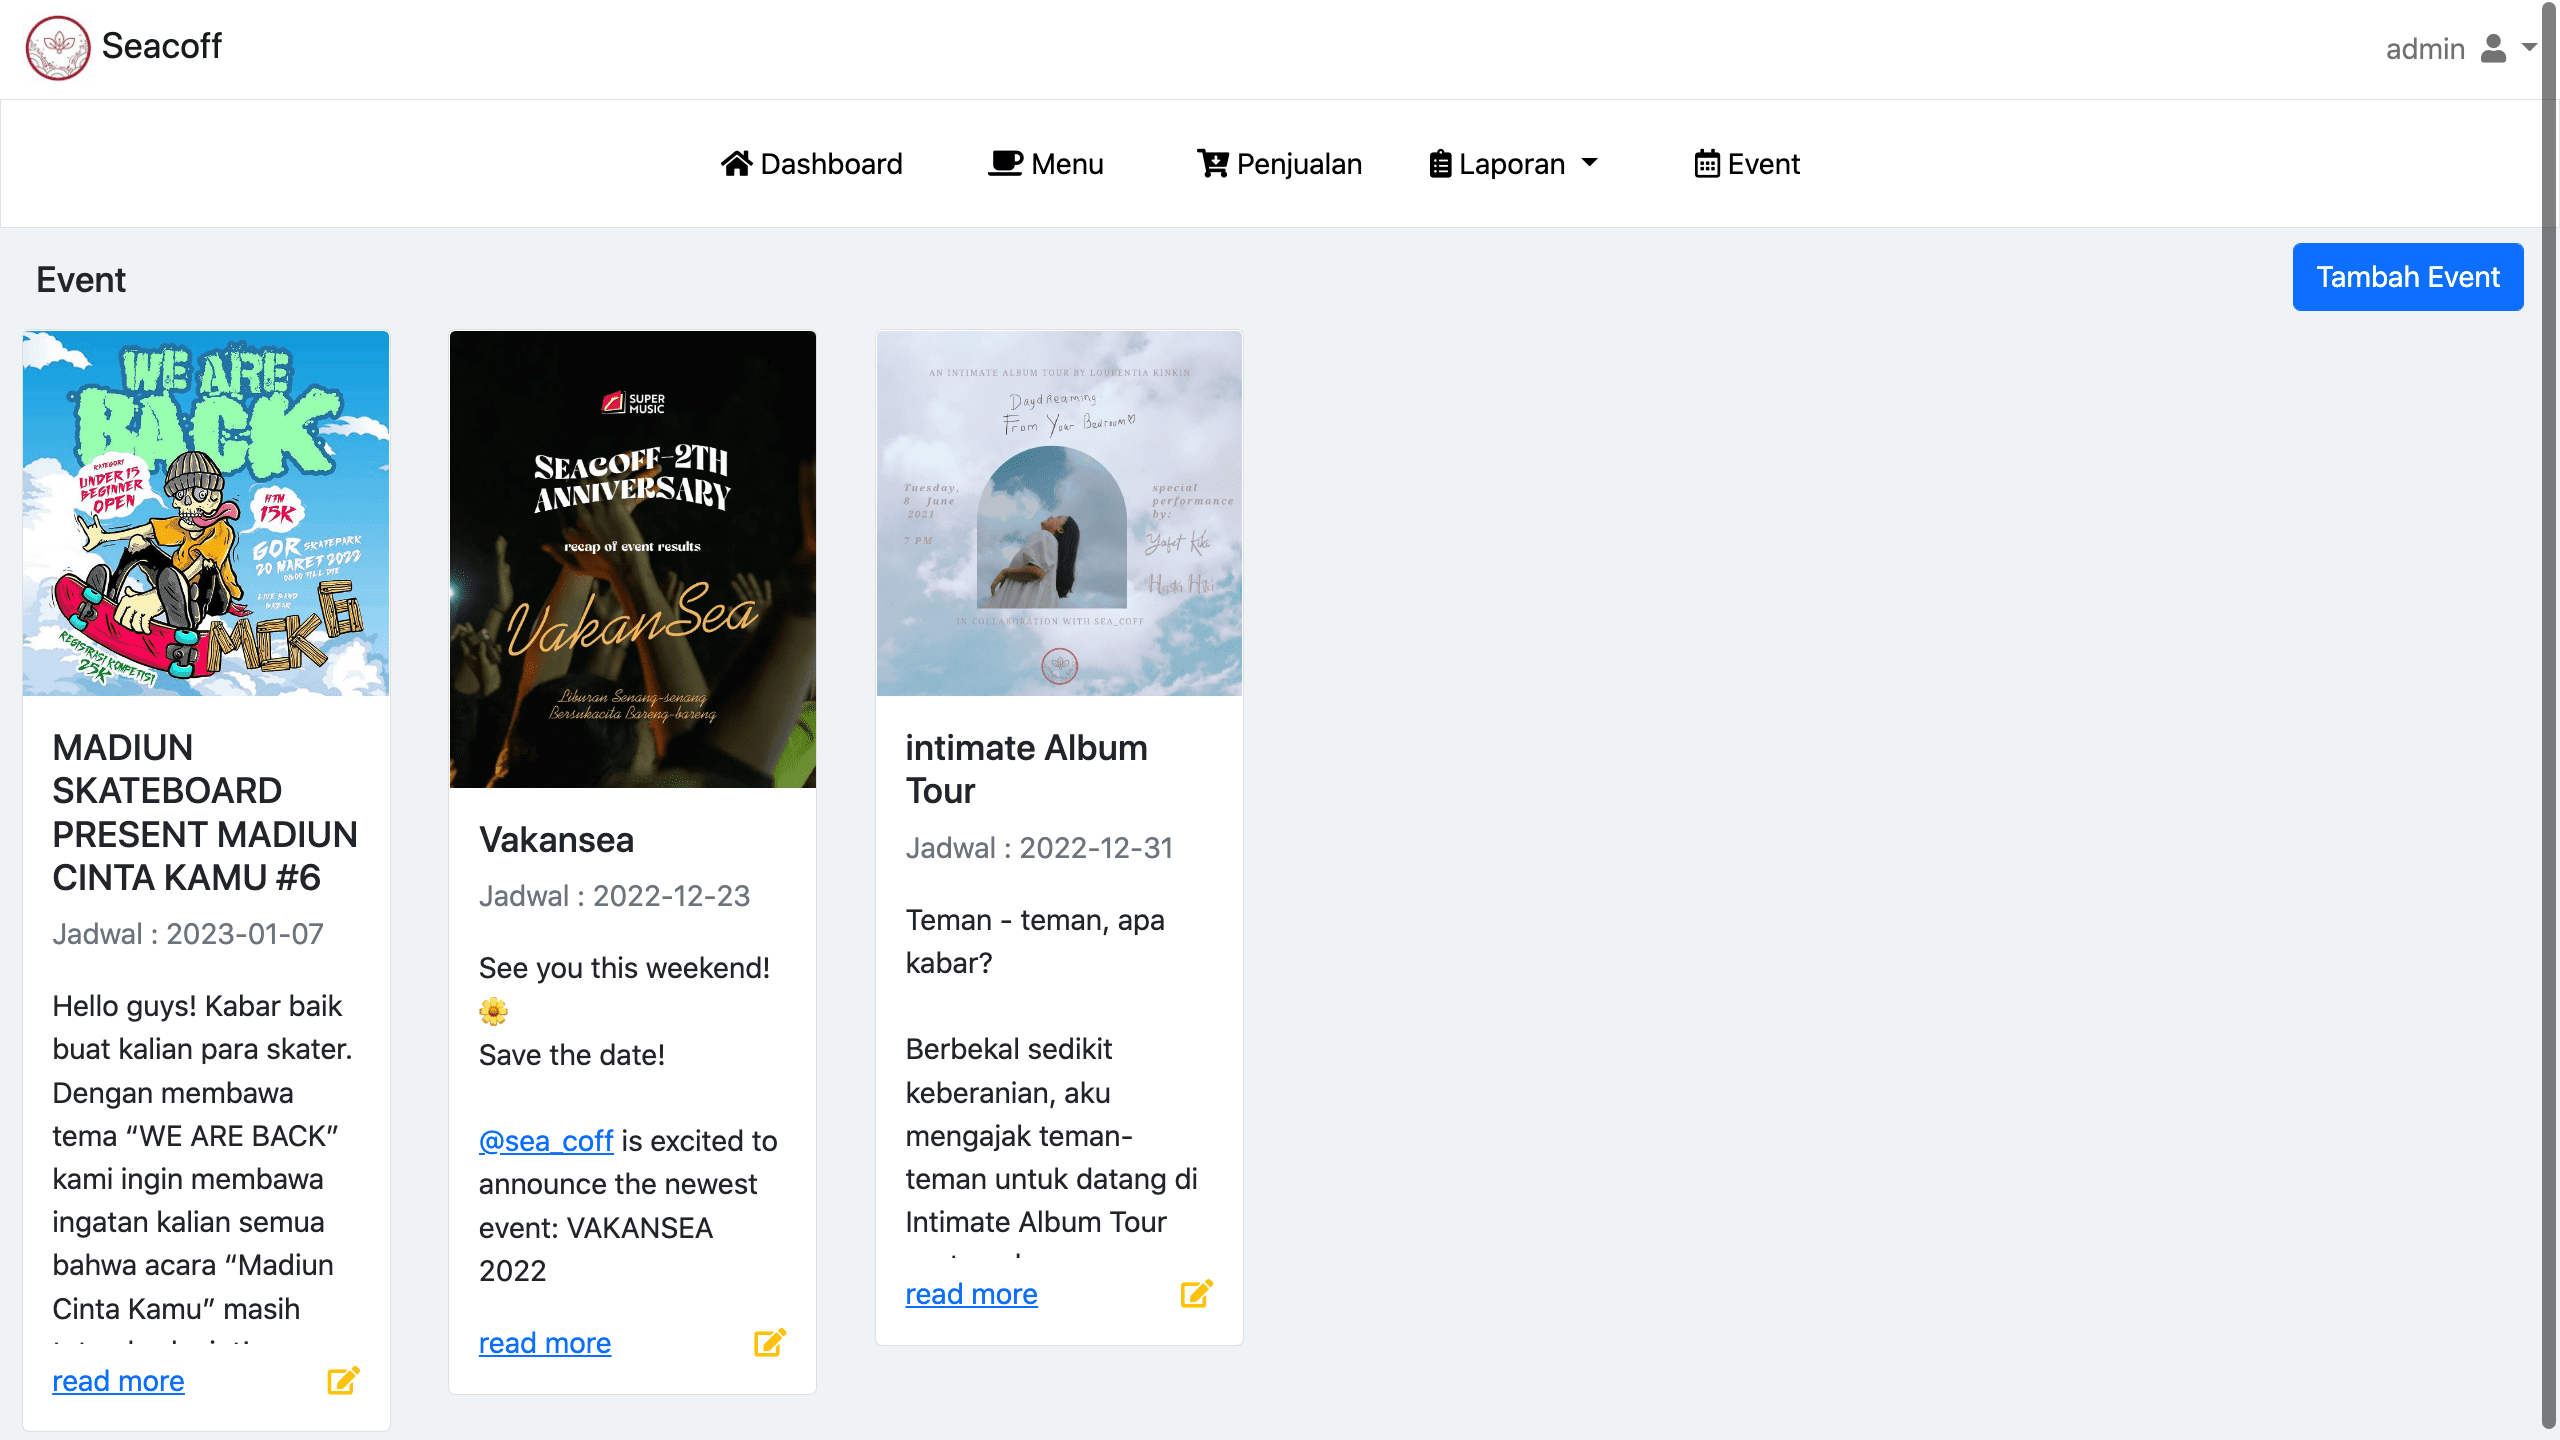 Seacoff
admin
Dashboard
Menu
Penjualan
Laporan
Event
Event
Tambah Event
WE ARE
BACK
KATEGORI
UNDER 15
BEGINNER
OPEN
HTM
15K
GOR SKATEPARK
20 MARET 2022
08:00 TILL DIE
LIVE BAND
BAZAR
MCK6
REGISTRASI KOMPETISI
25K
MADIUN
SKATEBOARD
PRESENT MADIUN
CINTA KAMU #6
Jadwal : 2023-01-07
Hello guys! Kabar baik
buat kalian para skater.
Dengan membawa
tema “WE ARE BACK”
kami ingin membawa
ingatan kalian semua
bahwa acara “Madiun
Cinta Kamu” masih
read more
SUPER
MUSIC
SEACOFF-2TH
ANNIVERSARY
recap of event results
VakanSea
Liburan Senang-senang
Bersukacita Bareng-bareng
Vakansea
Jadwal : 2022-12-23
See you this weekend!
🌼
Save the date!
@sea_coff is excited to
announce the newest
event: VAKANSEA
2022
read more
AN INTIMATE ALBUM TOUR BY LOURENTIA KINKIN
Daydreaming
From Your Bedroom♡
Tuesday,
8 June
2021
7 PM
special
performance
by:
Yafet Kiki
IN COLLABORATION WITH SEA_COFF
intimate Album
Tour
Jadwal : 2022-12-31
Teman - teman, apa
kabar?
Berbekal sedikit
keberanian, aku
mengajak teman-
teman untuk datang di
Intimate Album Tour
read more